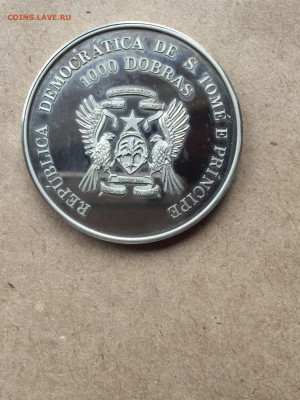 COINS.LAVE.RU
REPÚBLICA DEMOCRÁTICA DE S. TOMÉ E PRÍNCIPE
1000 DOBRAS